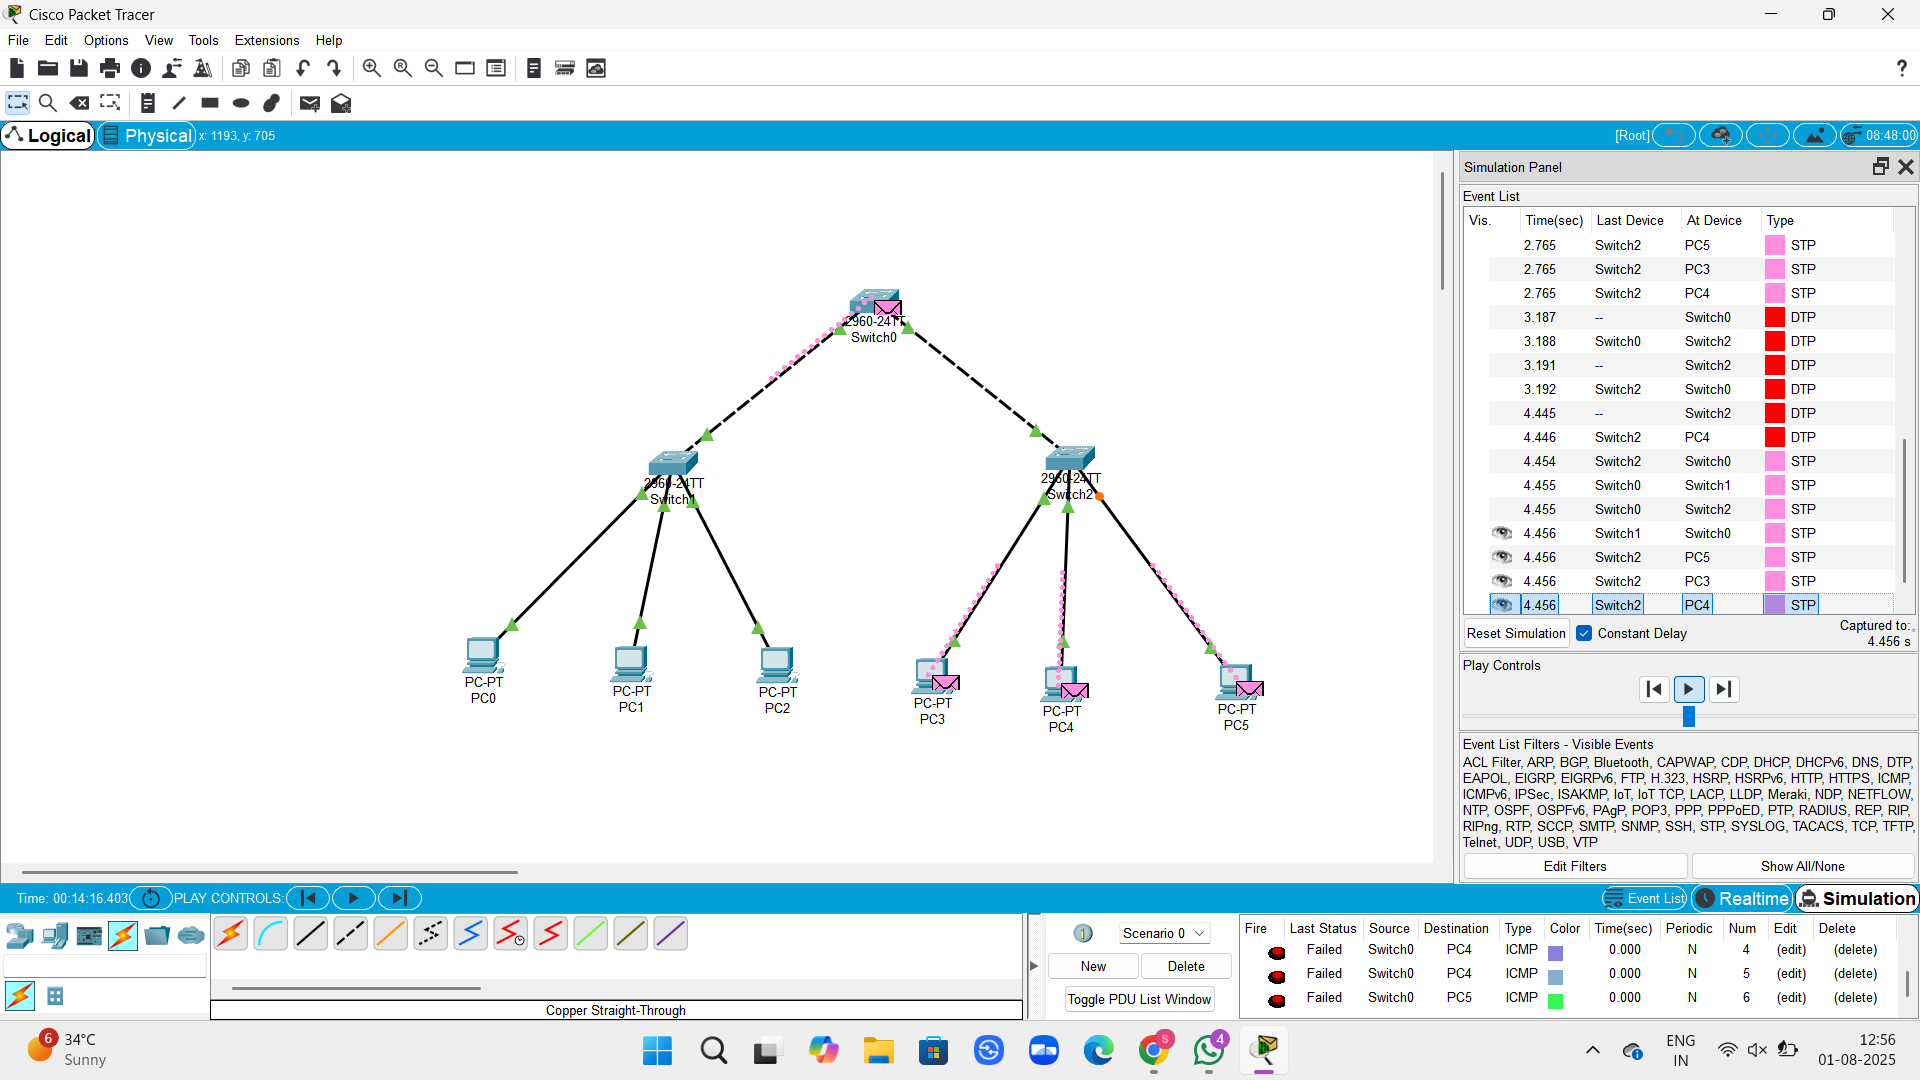 Cisco Packet Tracer
File Edit Options View Tools Extensions Help
?
Logical Physical x: 1193, y: 705 [Root] 08:48:00
Simulation Panel
Event List
Vis. Time(sec) Last Device At Device Type
2.765 Switch2 PC5 STP
2.765 Switch2 PC3 STP
2.765 Switch2 PC4 STP
3.187 -- Switch0 DTP
3.188 Switch0 Switch2 DTP
3.191 -- Switch2 DTP
3.192 Switch2 Switch0 DTP
4.445 -- Switch2 DTP
4.446 Switch2 PC4 DTP
4.454 Switch2 Switch0 STP
4.455 Switch0 Switch1 STP
4.455 Switch0 Switch2 STP
4.456 Switch1 Switch0 STP
4.456 Switch2 PC5 STP
4.456 Switch2 PC3 STP
4.456 Switch2 PC4 STP
Reset Simulation Constant Delay Captured to:
4.456 s
Play Controls
Event List Filters - Visible Events
ACL Filter, ARP, BGP, Bluetooth, CAPWAP, CDP, DHCP, DHCPv6, DNS, DTP,
EAPOL, EIGRP, EIGRPv6, FTP, H.323, HSRP, HSRPv6, HTTP, HTTPS, ICMP,
ICMPv6, IPSec, ISAKMP, IoT, IoT TCP, LACP, LLDP, Meraki, NDP, NETFLOW,
NTP, OSPF, OSPFv6, PAgP, POP3, PPP, PPPoED, PTP, RADIUS, REP, RIP,
RIPng, RTP, SCCP, SMTP, SNMP, SSH, STP, SYSLOG, TACACS, TCP, TFTP,
Telnet, UDP, USB, VTP
Edit Filters Show All/None
2960-24TT
Switch0
2960-24TT
Switch1
2960-24TT
Switch2
PC-PT
PC0
PC-PT
PC1
PC-PT
PC2
PC-PT
PC3
PC-PT
PC4
PC-PT
PC5
Time: 00:14:16.403 PLAY CONTROLS: Event List Realtime Simulation
Copper Straight-Through
Scenario 0
New Delete
Toggle PDU List Window
Fire Last Status Source Destination Type Color Time(sec) Periodic Num Edit Delete
Failed Switch0 PC4 ICMP 0.000 N 4 (edit) (delete)
Failed Switch0 PC4 ICMP 0.000 N 5 (edit) (delete)
Failed Switch0 PC5 ICMP 0.000 N 6 (edit) (delete)
6 34°C
Sunny
S
4
ENG
IN
12:56
01-08-2025